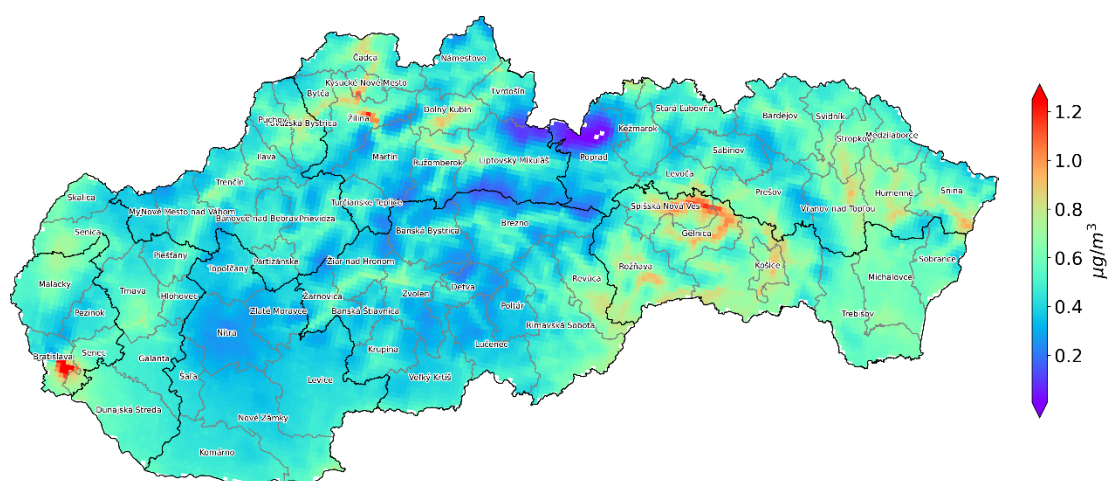 Čadca
Námestovo
Kysucké Nové Mesto
Bytča
Tvrdošín
Dolný Kubín
Stará Ľubovňa
Púchov
Považská Bystrica
Žilina
Kežmarok
Bardejov
Svidník
Stropkov
Medzilaborce
Ilava
Martin
Ružomberok
Liptovský Mikuláš
Poprad
Sabinov
Levoča
Trenčín
Prešov
Humenné
Snina
Skalica
Turčianske Teplice
Spišská Nová Ves
Vranov nad Topľou
Nové Mesto nad Váhom
Bánovce nad Bebravou
Prievidza
Brezno
Senica
Banská Bystrica
Gelnica
Piešťany
Partizánske
Žiar nad Hronom
Rožňava
Košice
Sobrance
Topoľčany
Malacky
Trnava
Hlohovec
Žarnovica
Zvolen
Detva
Revúca
Michalovce
Pezinok
Zlaté Moravce
Banská Štiavnica
Poltár
Trebišov
Nitra
Rimavská Sobota
Bratislava
Senec
Galanta
Krupina
Lučenec
Šaľa
Levice
Veľký Krtíš
Dunajská Streda
Nové Zámky
Komárno
1.2
1.0
0.8
0.6
0.4
0.2
μg/m³